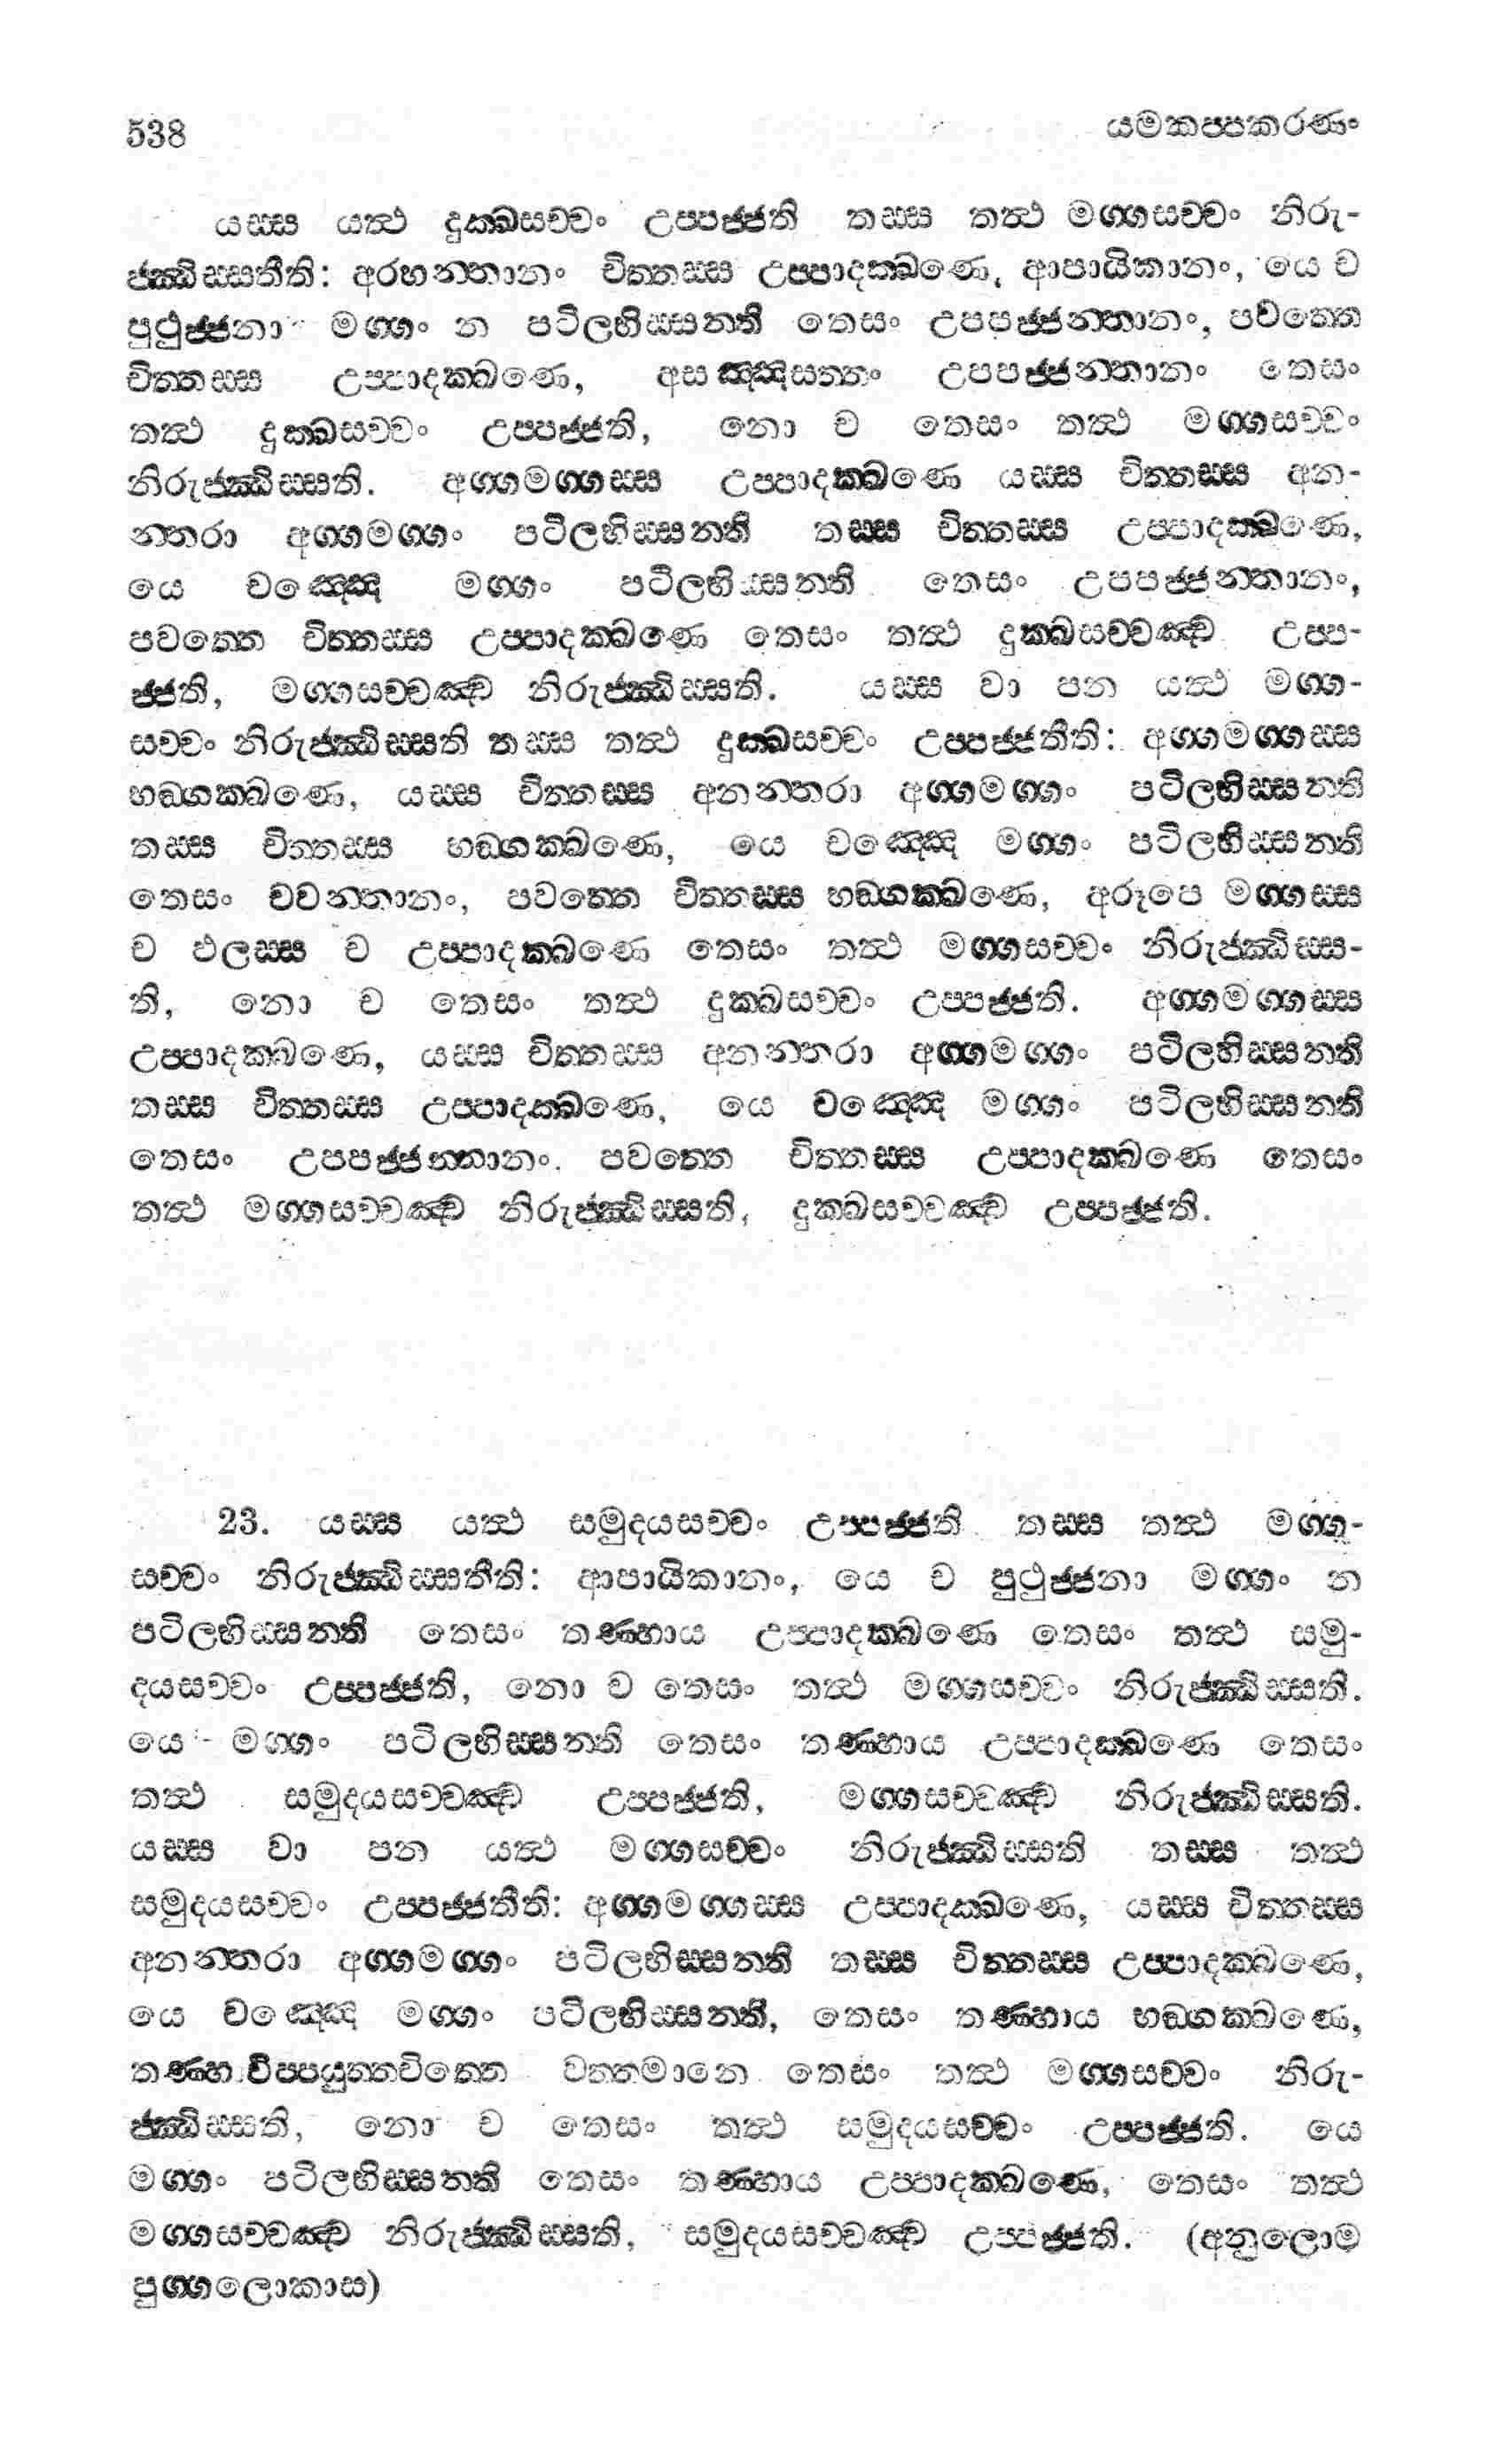 538
යමකප්පකරණං
යස්ස යත්ථ දුක්ඛසච්චං උප්පජ්ජති තස්ස තත්ථ මග්ගසච්චං නිරු-
ජ්ඣිස්සතීති: අරහන්තානං චිත්තස්ස උප්පාදක්ඛණෙ, ආපායිකානං, යෙ ච
පුථුජ්ජනා මග්ගං න පටිලභිස්සන්ති තෙසං උපපජ්ජන්තානං, පවත්තෙ
චිත්තස්ස උප්පාදක්ඛණෙ, අසඤ්ඤසත්තං උපපජ්ජන්තානං තෙසං
තත්ථ දුක්ඛසච්චං උප්පජ්ජති, නො ච තෙසං තත්ථ මග්ගසච්චං
නිරුජ්ඣිස්සති. අග්ගමග්ගස්ස උප්පාදක්ඛණෙ යස්ස චිත්තස්ස අන-
න්තරා අග්ගමග්ගං පටිලභිස්සන්ති තස්ස චිත්තස්ස උප්පාදක්ඛණෙ,
යෙ චඤ්ඤෙ මග්ගං පටිලභිස්සන්ති තෙසං උපපජ්ජන්තානං,
පවත්තෙ චිත්තස්ස උප්පාදක්ඛණෙ තෙසං තත්ථ දුක්ඛසච්චඤ්ච උප්ප-
ජ්ජති, මග්ගසච්චඤ්ච නිරුජ්ඣිස්සති. යස්ස වා පන යත්ථ මග්ග-
සච්චං නිරුජ්ඣිස්සති තස්ස තත්ථ දුක්ඛසච්චං උප්පජ්ජතීති: අග්ගමග්ගස්ස
භඞ්ගක්ඛණෙ, යස්ස චිත්තස්ස අනන්තරා අග්ගමග්ගං පටිලභිස්සන්ති
තස්ස චිත්තස්ස භඞ්ගක්ඛණෙ, යෙ චඤ්ඤෙ මග්ගං පටිලභිස්සන්ති
තෙසං චවන්තානං, පවත්තෙ චිත්තස්ස භඞ්ගක්ඛණෙ, අරූපෙ මග්ගස්ස
ච ඵලස්ස ච උප්පාදක්ඛණෙ තෙසං තත්ථ මග්ගසච්චං නිරුජ්ඣිස්ස-
ති, නො ච තෙසං තත්ථ දුක්ඛසච්චං උප්පජ්ජති. අග්ගමග්ගස්ස
උප්පාදක්ඛණෙ, යස්ස චිත්තස්ස අනන්තරා අග්ගමග්ගං පටිලභිස්සන්ති
තස්ස චිත්තස්ස උප්පාදක්ඛණෙ, යෙ චඤ්ඤෙ මග්ගං පටිලභිස්සන්ති
තෙසං උපපජ්ජන්තානං. පවත්තෙ චිත්තස්ස උප්පාදක්ඛණෙ තෙසං
තත්ථ මග්ගසච්චඤ්ච නිරුජ්ඣිස්සති, දුක්ඛසච්චඤ්ච උප්පජ්ජති.
23. යස්ස යත්ථ සමුදයසච්චං උප්පජ්ජති තස්ස තත්ථ මග්ග-
සච්චං නිරුජ්ඣිස්සතීති: ආපායිකානං, යෙ ච පුථුජ්ජනා මග්ගං න
පටිලභිස්සන්ති තෙසං තණ්හාය උප්පාදක්ඛණෙ තෙසං තත්ථ සමු-
දයසච්චං උප්පජ්ජති, නො ච තෙසං තත්ථ මග්ගසච්චං නිරුජ්ඣිස්සති.
යෙ මග්ගං පටිලභිස්සන්ති තෙසං තණ්හාය උප්පාදක්ඛණෙ තෙසං
තත්ථ සමුදයසච්චඤ්ච උප්පජ්ජති, මග්ගසච්චඤ්ච නිරුජ්ඣිස්සති.
යස්ස වා පන යත්ථ මග්ගසච්චං නිරුජ්ඣිස්සති තස්ස තත්ථ
සමුදයසච්චං උප්පජ්ජතීති: අග්ගමග්ගස්ස උප්පාදක්ඛණෙ, යස්ස චිත්තස්ස
අනන්තරා අග්ගමග්ගං පටිලභිස්සන්ති තස්ස චිත්තස්ස උප්පාදක්ඛණෙ,
යෙ චඤ්ඤෙ මග්ගං පටිලභිස්සන්ති, තෙසං තණ්හාය භඞ්ගක්ඛණෙ,
තණ්හාවිප්පයුත්තචිත්තෙ වත්තමානෙ තෙසං තත්ථ මග්ගසච්චං නිරු-
ජ්ඣිස්සති, නො ච තෙසං තත්ථ සමුදයසච්චං උප්පජ්ජති. යෙ
මග්ගං පටිලභිස්සන්ති තෙසං තණ්හාය උප්පාදක්ඛණෙ, තෙසං තත්ථ
මග්ගසච්චඤ්ච නිරුජ්ඣිස්සති, සමුදයසච්චඤ්ච උප්පජ්ජති. (අනුලොම
පුග්ගලොකාස)